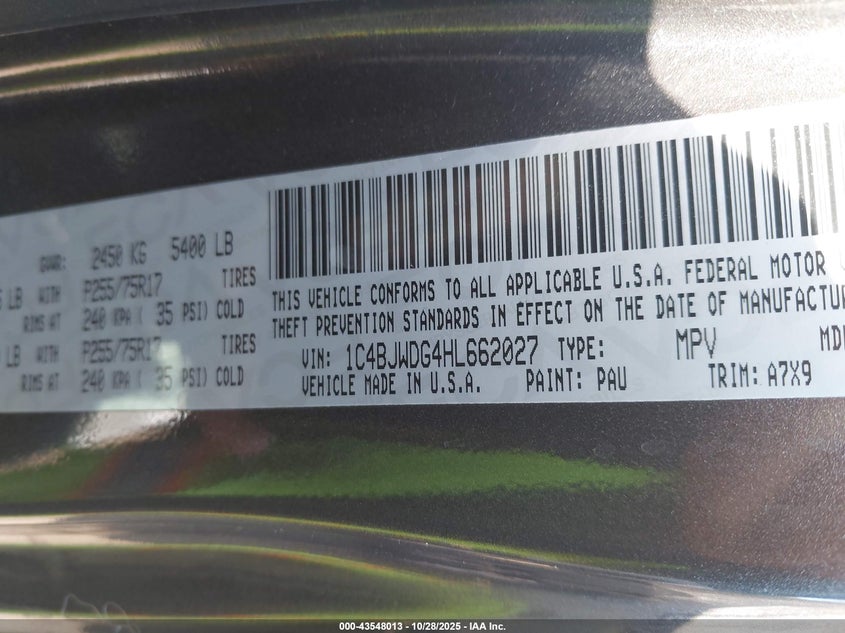 GVWR: 2450 KG 5400 LB
LB WITH P255/75R17 TIRES
RIMS AT 240 KPA ( 35 PSI) COLD
LB WITH P255/75R17 TIRES
RIMS AT 240 KPA ( 35 PSI) COLD
THIS VEHICLE CONFORMS TO ALL APPLICABLE U.S.A. FEDERAL MOTOR
THEFT PREVENTION STANDARDS IN EFFECT ON THE DATE OF MANUFACTU
VIN: 1C4BJWDG4HL662027 TYPE: MPV MD
VEHICLE MADE IN U.S.A. PAINT: PAU TRIM: A7X9
000-43548013 - 10/28/2025 - IAA Inc.